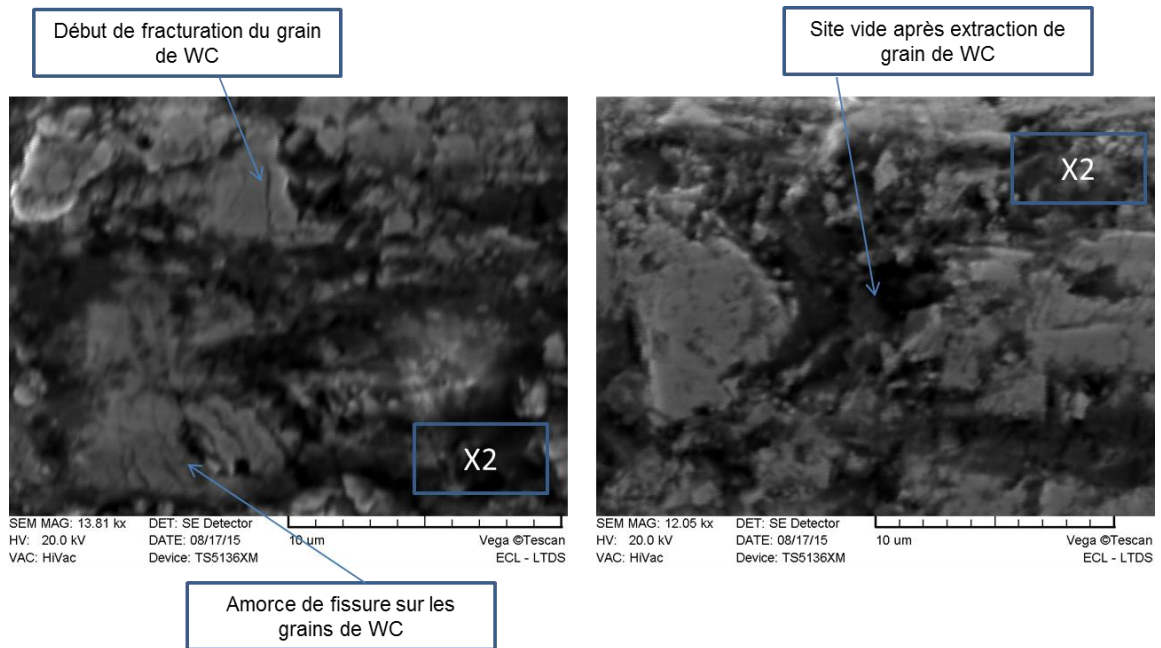 Début de fracturation du grain
de WC
Site vide après extraction de
grain de WC
X2
X2
SEM MAG: 13.81 kx DET: SE Detector
HV: 20.0 kV DATE: 08/17/15 10 um Vega ©Tescan
VAC: HiVac Device: TS5136XM ECL - LTDS
SEM MAG: 12.05 kx DET: SE Detector
HV: 20.0 kV DATE: 08/17/15 10 um Vega ©Tescan
VAC: HiVac Device: TS5136XM ECL - LTDS
Amorce de fissure sur les
grains de WC